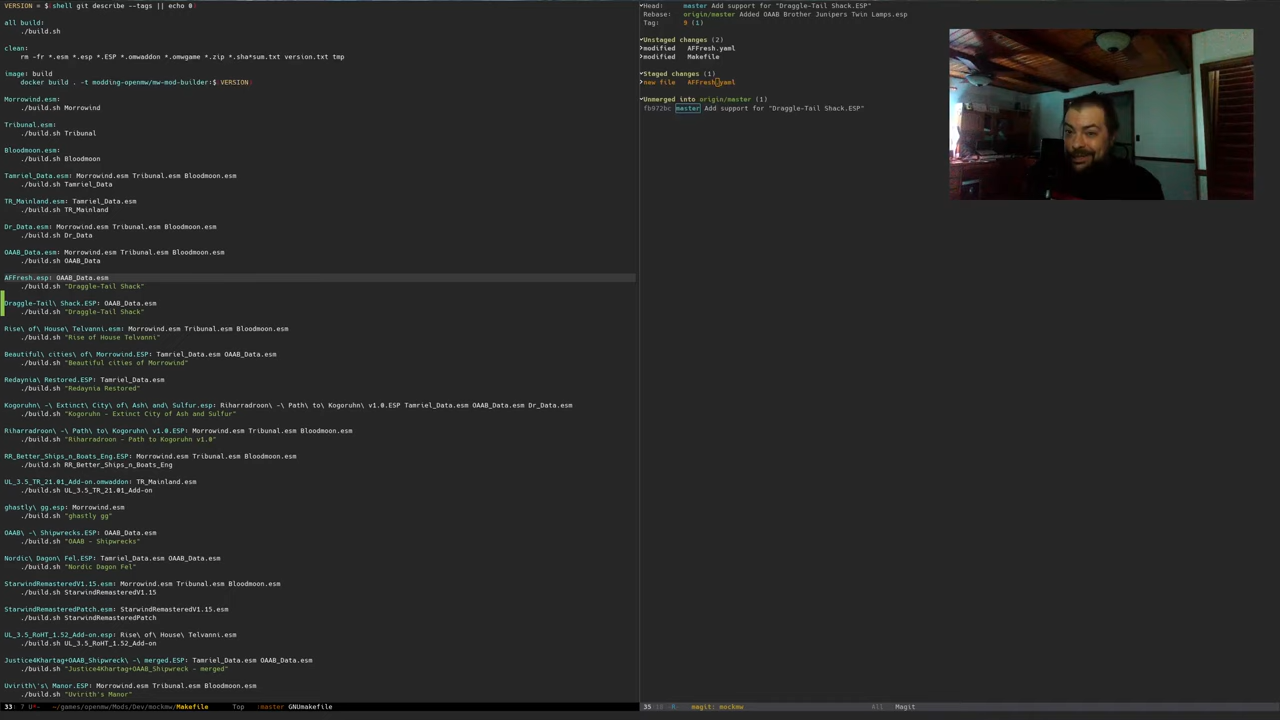 VERSION = $(shell git describe --tags || echo 0)
all build:
./build.sh
clean:
rm -fr *.esm *.esp *.ESP *.omwaddon *.omwgame *.zip *.sha*sum.txt version.txt tmp
image: build
docker build . -t modding-openmw/mw-mod-builder:$(VERSION)
Morrowind.esm:
./build.sh Morrowind
Tribunal.esm:
./build.sh Tribunal
Bloodmoon.esm:
./build.sh Bloodmoon
Tamriel_Data.esm: Morrowind.esm Tribunal.esm Bloodmoon.esm
./build.sh Tamriel_Data
TR_Mainland.esm: Tamriel_Data.esm
./build.sh TR_Mainland
Dr_Data.esm: Morrowind.esm Tribunal.esm Bloodmoon.esm
./build.sh Dr_Data
OAAB_Data.esm: Morrowind.esm Tribunal.esm Bloodmoon.esm
./build.sh OAAB_Data
AFFresh.esp: OAAB_Data.esm
./build.sh "Draggle-Tail Shack"
Draggle-Tail\ Shack.ESP: OAAB_Data.esm
./build.sh "Draggle-Tail Shack"
Rise\ of\ House\ Telvanni.esm: Morrowind.esm Tribunal.esm Bloodmoon.esm
./build.sh "Rise of House Telvanni"
Beautiful\ cities\ of\ Morrowind.ESP: Tamriel_Data.esm OAAB_Data.esm
./build.sh "Beautiful cities of Morrowind"
Redaynia\ Restored.ESP: Tamriel_Data.esm
./build.sh "Redaynia Restored"
Kogoruhn\ -\ Extinct\ City\ of\ Ash\ and\ Sulfur.esp: Riharradroon\ -\ Path\ to\ Kogoruhn\ v1.0.ESP Tamriel_Data.esm OAAB_Data.esm Dr_Data.esm
./build.sh "Kogoruhn - Extinct City of Ash and Sulfur"
Riharradroon\ -\ Path\ to\ Kogoruhn\ v1.0.ESP: Morrowind.esm Tribunal.esm Bloodmoon.esm
./build.sh "Riharradroon - Path to Kogoruhn v1.0"
RR_Better_Ships_n_Boats_Eng.ESP: Morrowind.esm Tribunal.esm Bloodmoon.esm
./build.sh RR_Better_Ships_n_Boats_Eng
UL_3.5_TR_21.01_Add-on.omwaddon: TR_Mainland.esm
./build.sh UL_3.5_TR_21.01_Add-on
ghastly\ gg.esp: Morrowind.esm
./build.sh "ghastly gg"
OAAB\ -\ Shipwrecks.ESP: OAAB_Data.esm
./build.sh "OAAB - Shipwrecks"
Nordic\ Dagon\ Fel.ESP: Tamriel_Data.esm OAAB_Data.esm
./build.sh "Nordic Dagon Fel"
StarwindRemasteredV1.15.esm: Morrowind.esm Tribunal.esm Bloodmoon.esm
./build.sh StarwindRemasteredV1.15
StarwindRemasteredPatch.esm: StarwindRemasteredV1.15.esm
./build.sh StarwindRemasteredPatch
UL_3.5_RoHT_1.52_Add-on.esp: Rise\ of\ House\ Telvanni.esm
./build.sh UL_3.5_RoHT_1.52_Add-on
Justice4Khartag+OAAB_Shipwreck\ -\ merged.ESP: Tamriel_Data.esm OAAB_Data.esm
./build.sh "Justice4Khartag+OAAB_Shipwreck - merged"
Uvirith\'s\ Manor.ESP: Morrowind.esm Tribunal.esm Bloodmoon.esm
./build.sh "Uvirith's Manor"
33: 7 U*- ~/games/openmw/Mods/Dev/mockmw/Makefile Top :master GNUmakefile
Head: master Add support for "Draggle-Tail Shack.ESP"
Rebase: origin/master Added OAAB Brother Junipers Twin Lamps.esp
Tag: 9 (1)
Unstaged changes (2)
modified AFFresh.yaml
modified Makefile
Staged changes (1)
new file AFFresh.yaml
Unmerged into origin/master (1)
fb972bc master Add support for "Draggle-Tail Shack.ESP"
35:18 -R magit: mockmw All Magit